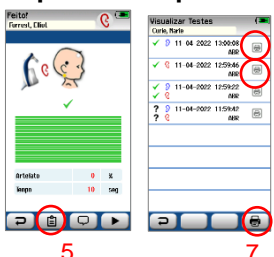 Feito!
Forrest, Elliot
Artefato 0 %
Tempo 10 seg
5
Visualizar Testes
Curie, Marie
11-04-2022 13:00:08
ABR
11-04-2022 12:59:46
ABR
11-04-2022 12:59:22
ABR
? 11-04-2022 11:59:42
? ABR
7